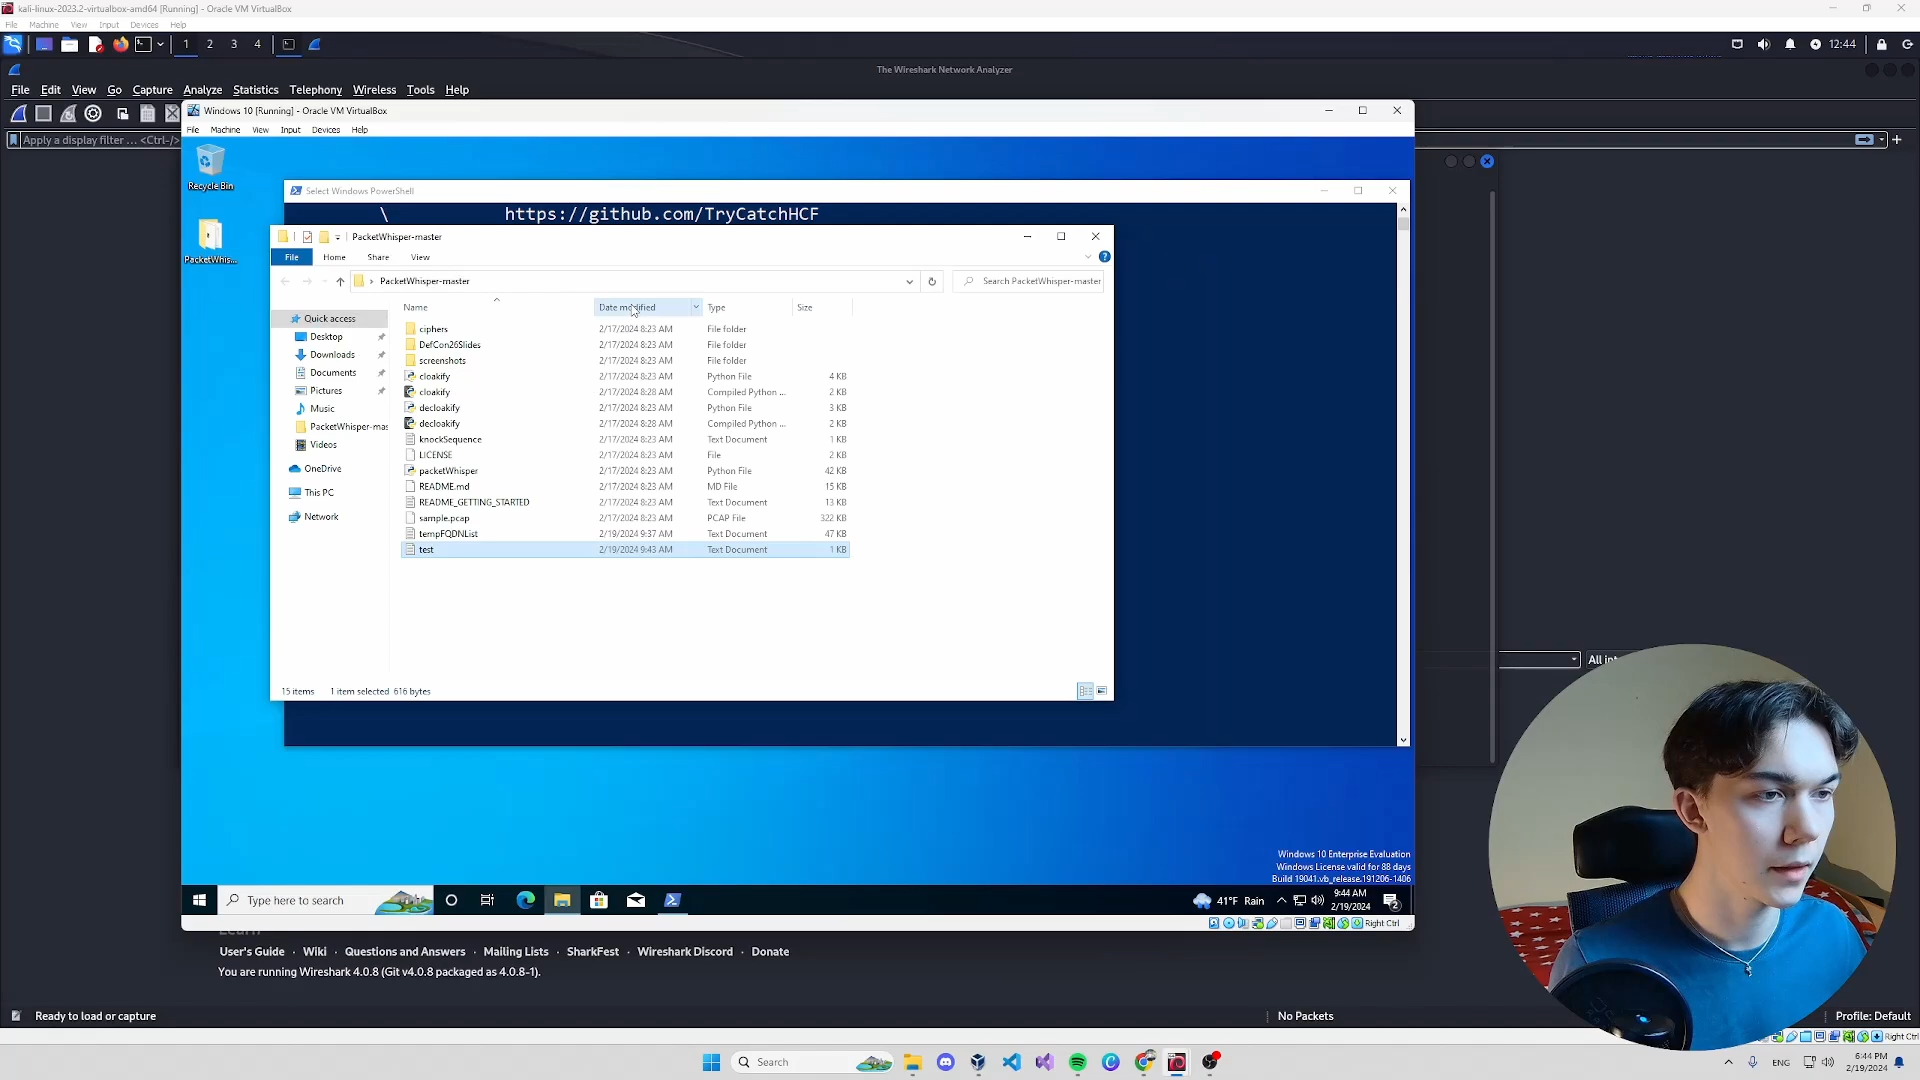 kali-linux-2023.2-virtualbox-amd64 [Running] - Oracle VM VirtualBox
File Machine View Input Devices Help
1 2 3 4
12:44
The Wireshark Network Analyzer
File Edit View Go Capture Analyze Statistics Telephony Wireless Tools Help
Windows 10 [Running] - Oracle VM VirtualBox
File Machine View Input Devices Help
Apply a display filter ... <Ctrl-/>
Recycle Bin
Select Windows PowerShell
\ https://github.com/TryCatchHCF
PacketWhisper-master
PacketWhis...
File Home Share View
PacketWhisper-master
Search PacketWhisper-master
Name Date modified Type Size
Quick access
Desktop
Downloads
Documents
Pictures
Music
PacketWhisper-mas
Videos
OneDrive
This PC
Network
ciphers 2/17/2024 8:23 AM File folder
DefCon26Slides 2/17/2024 8:23 AM File folder
screenshots 2/17/2024 8:23 AM File folder
cloakify 2/17/2024 8:23 AM Python File 4 KB
cloakify 2/17/2024 8:28 AM Compiled Python ... 2 KB
decloakify 2/17/2024 8:23 AM Python File 3 KB
decloakify 2/17/2024 8:28 AM Compiled Python ... 2 KB
knockSequence 2/17/2024 8:23 AM Text Document 1 KB
LICENSE 2/17/2024 8:23 AM File 2 KB
packetWhisper 2/17/2024 8:23 AM Python File 42 KB
README.md 2/17/2024 8:23 AM MD File 15 KB
README_GETTING_STARTED 2/17/2024 8:23 AM Text Document 13 KB
sample.pcap 2/17/2024 8:23 AM PCAP File 322 KB
tempFQDNList 2/19/2024 9:37 AM Text Document 47 KB
test 2/19/2024 9:43 AM Text Document 1 KB
15 items 1 item selected 616 bytes
All int
Windows 10 Enterprise Evaluation
Windows License valid for 88 days
Build 19041.vb_release.191206-1406
Type here to search
41°F Rain
9:44 AM
2/19/2024
2
Right Ctrl
Learn
User's Guide · Wiki · Questions and Answers · Mailing Lists · SharkFest · Wireshark Discord · Donate
You are running Wireshark 4.0.8 (Git v4.0.8 packaged as 4.0.8-1).
Ready to load or capture
No Packets
Profile: Default
Right Ctrl
Search
ENG
6:44 PM
2/19/2024